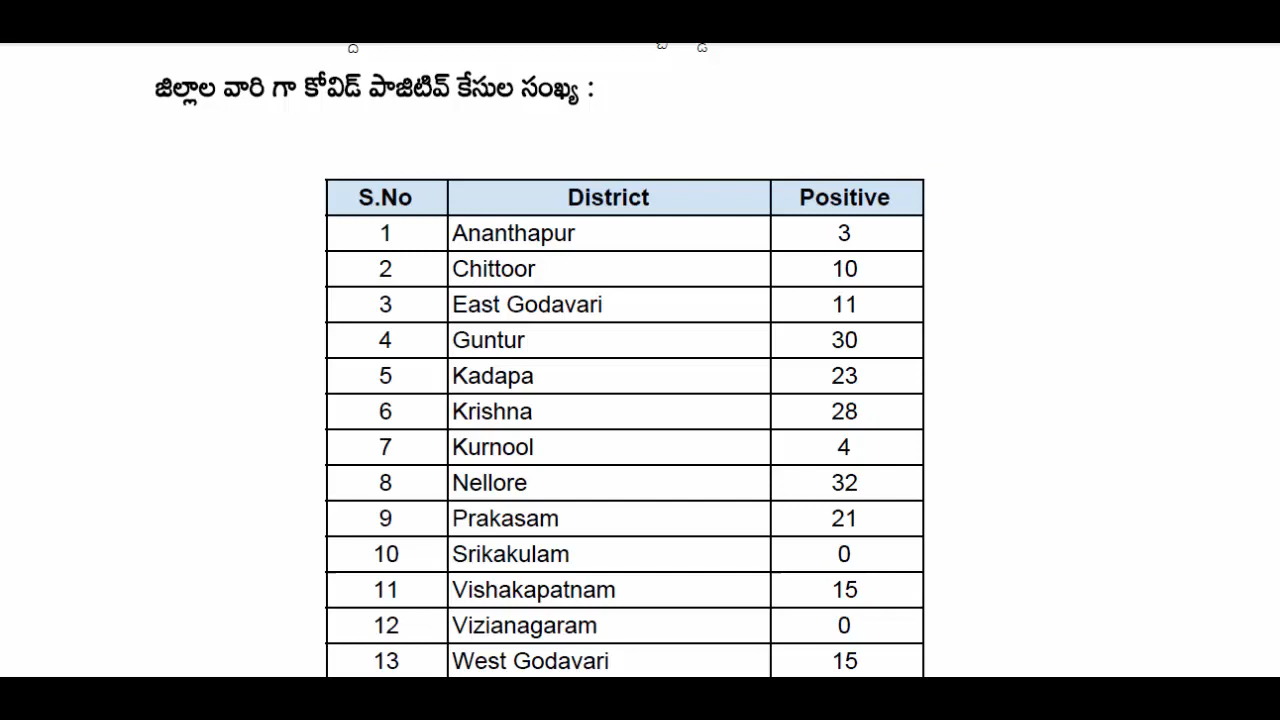 జిల్లాల వారి గా కోవిడ్ పాజిటివ్ కేసుల సంఖ్య :
S.No District Positive
1 Ananthapur 3
2 Chittoor 10
3 East Godavari 11
4 Guntur 30
5 Kadapa 23
6 Krishna 28
7 Kurnool 4
8 Nellore 32
9 Prakasam 21
10 Srikakulam 0
11 Vishakapatnam 15
12 Vizianagaram 0
13 West Godavari 15